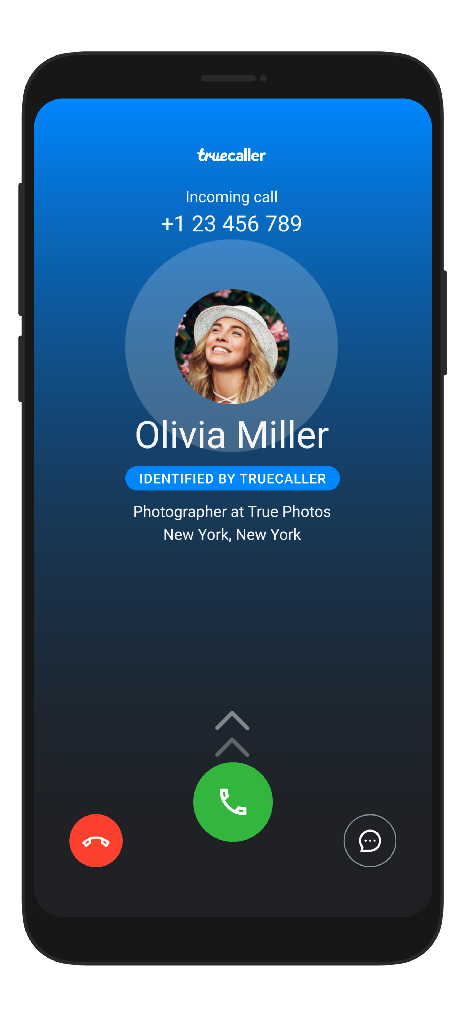 truecaller
Incoming call
+1 23 456 789
Olivia Miller
IDENTIFIED BY TRUECALLER
Photographer at True Photos
New York, New York